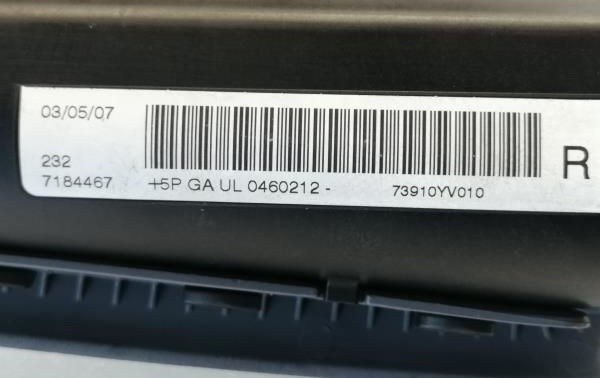 03/05/07
232
7184467
+5P GA UL 0460212 -
73910YV010
R